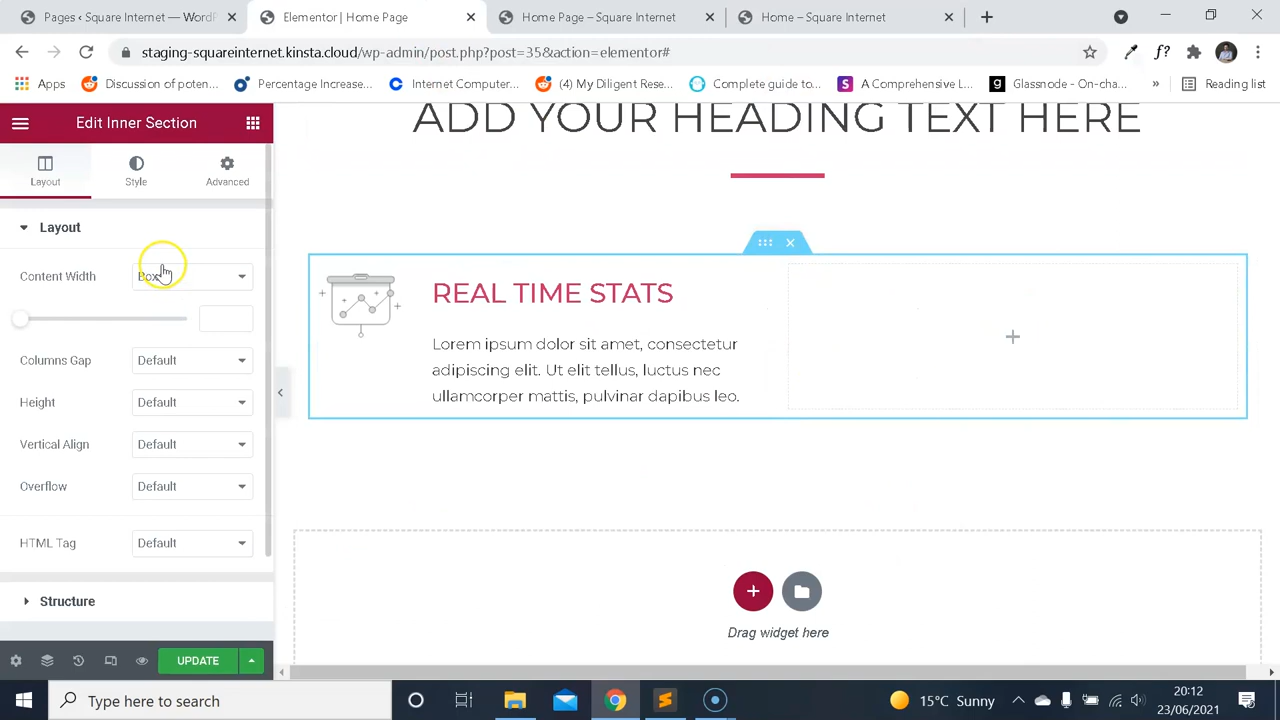 Pages ‹ Square Internet — WordP
Elementor | Home Page
Home Page – Square Internet
Home – Square Internet
staging-squareinternet.kinsta.cloud/wp-admin/post.php?post=35&action=elementor#
Apps
Discussion of poten...
Percentage Increase...
Internet Computer...
(4) My Diligent Rese...
Complete guide to...
A Comprehensive L...
Glassnode - On-cha...
Reading list
Edit Inner Section
Layout
Style
Advanced
Layout
Content Width
Columns Gap
Default
Height
Default
Vertical Align
Default
Overflow
Default
HTML Tag
Default
Structure
UPDATE
ADD YOUR HEADING TEXT HERE
REAL TIME STATS
Lorem ipsum dolor sit amet, consectetur
adipiscing elit. Ut elit tellus, luctus nec
ullamcorper mattis, pulvinar dapibus leo.
Drag widget here
Type here to search
15°C Sunny
20:12
23/06/2021